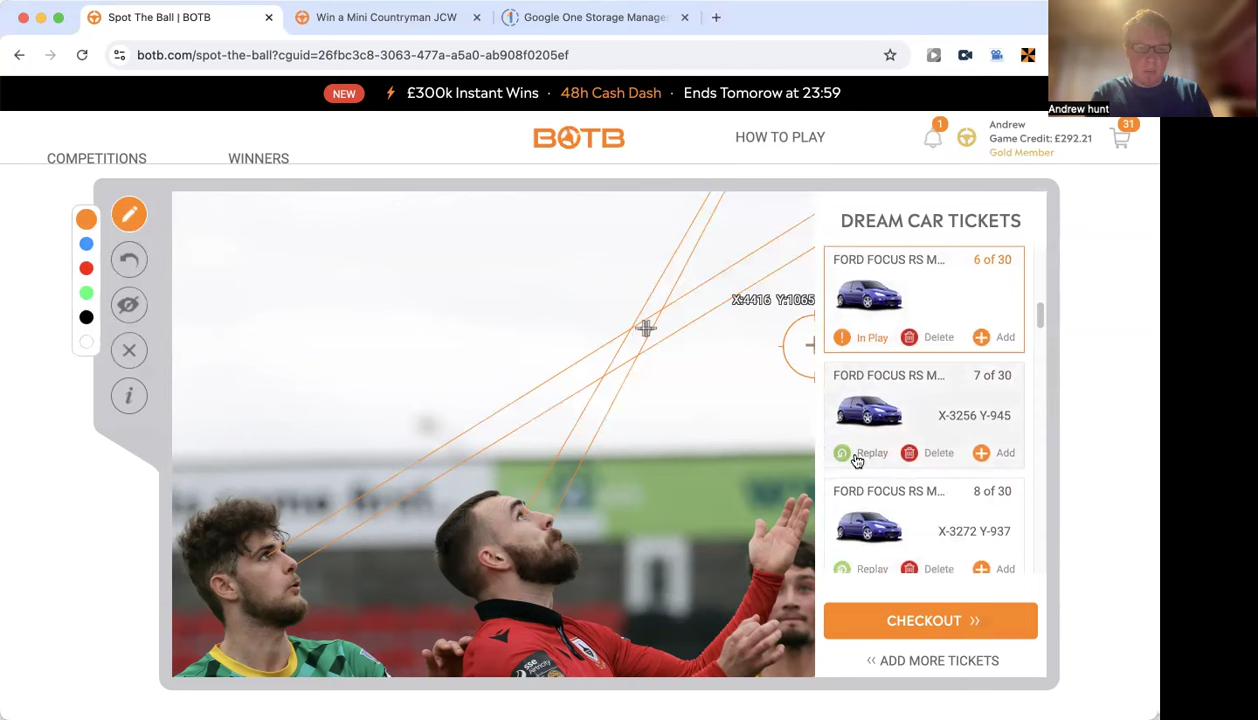 Spot The Ball | BOTB
Win a Mini Countryman JCW
Google One Storage Manage
botb.com/spot-the-ball?cguid=26fbc3c8-3063-477a-a5a0-ab908f0205ef
Andrew hunt
NEW £300k Instant Wins · 48h Cash Dash · Ends Tomorow at 23:59
COMPETITIONS
WINNERS
BOTB
HOW TO PLAY
1
Andrew
Game Credit: £292.21
Gold Member
31
X:4416 Y:1065
DREAM CAR TICKETS
FORD FOCUS RS M... 6 of 30
In Play Delete Add
FORD FOCUS RS M... 7 of 30
X-3256 Y-945
Replay Delete Add
FORD FOCUS RS M... 8 of 30
X-3272 Y-937
Replay Delete Add
CHECKOUT
ADD MORE TICKETS
come first.
sse
Airtricity